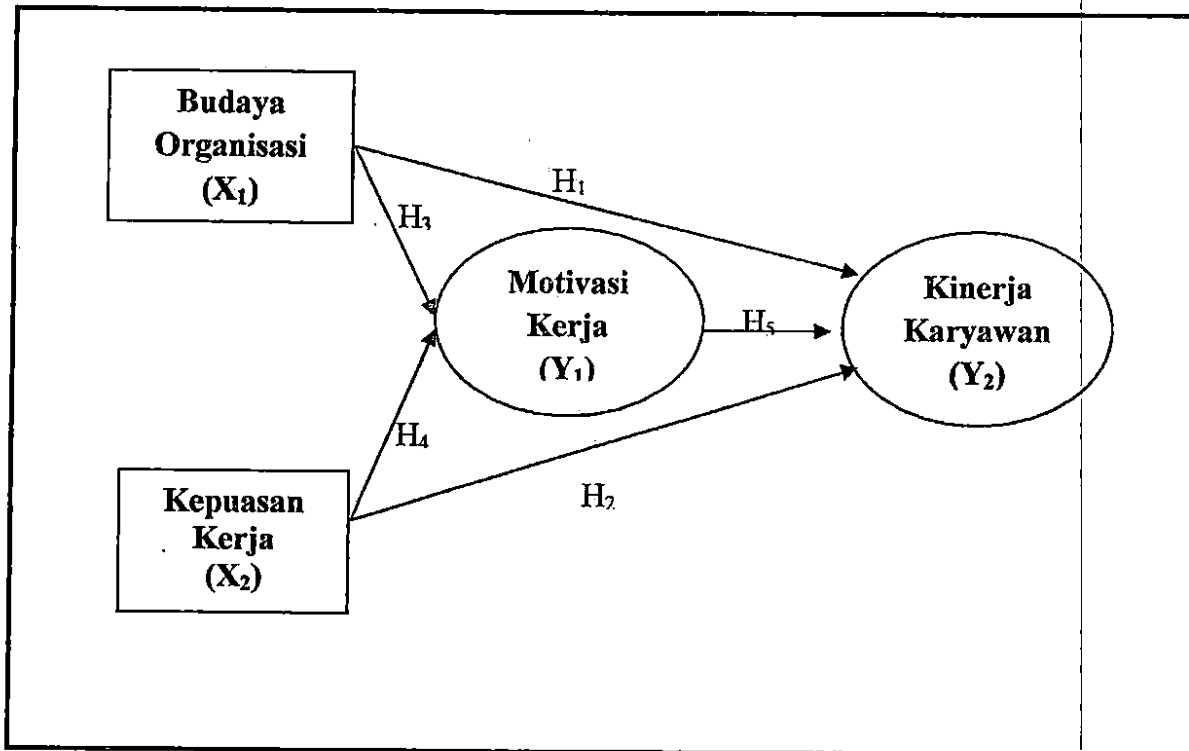 Budaya
Organisasi
(X₁)
H₁
H₃
Motivasi
Kerja
(Y₁)
H₅
Kinerja
Karyawan
(Y₂)
H₄
H₂
Kepuasan
Kerja
(X₂)